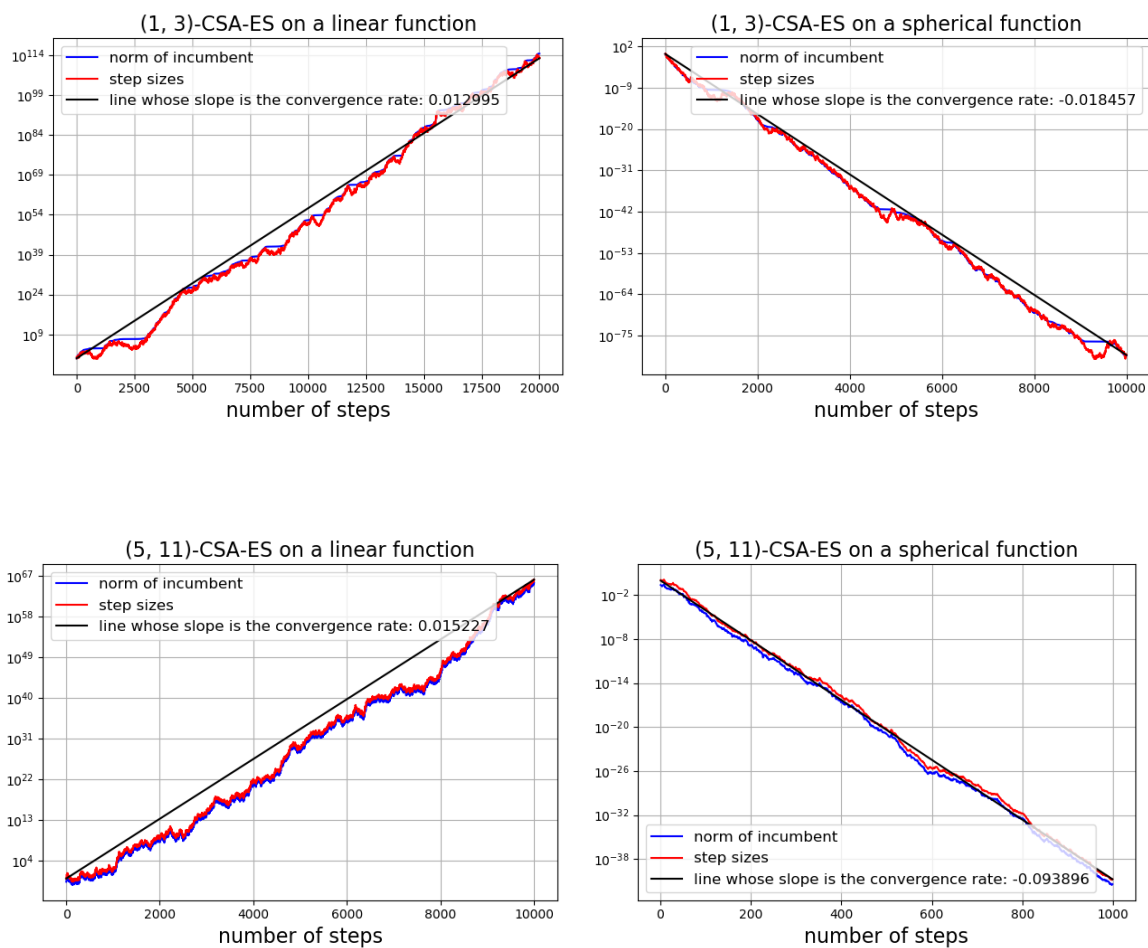 (1, 3)-CSA-ES on a linear function
10^114
10^99
10^84
10^69
10^54
10^39
10^24
10^9
norm of incumbent
step sizes
line whose slope is the convergence rate: 0.012995
0 2500 5000 7500 10000 12500 15000 17500 20000
number of steps
(1, 3)-CSA-ES on a spherical function
10^2
10^-9
10^-20
10^-31
10^-42
10^-53
10^-64
10^-75
norm of incumbent
step sizes
line whose slope is the convergence rate: -0.018457
0 2000 4000 6000 8000 10000
number of steps
(5, 11)-CSA-ES on a linear function
10^67
10^58
10^49
10^40
10^31
10^22
10^13
10^4
norm of incumbent
step sizes
line whose slope is the convergence rate: 0.015227
0 2000 4000 6000 8000 10000
number of steps
(5, 11)-CSA-ES on a spherical function
10^-2
10^-8
10^-14
10^-20
10^-26
10^-32
10^-38
norm of incumbent
step sizes
line whose slope is the convergence rate: -0.093896
0 200 400 600 800 1000
number of steps